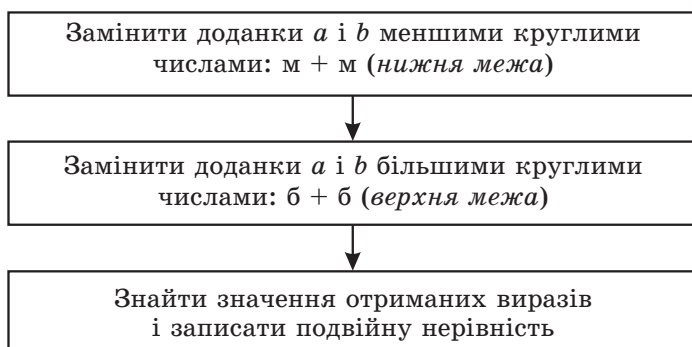 Замінити доданки a і b меншими круглими
числами: м + м (нижня межа)
Замінити доданки a і b більшими круглими
числами: б + б (верхня межа)
Знайти значення отриманих виразів
і записати подвійну нерівність